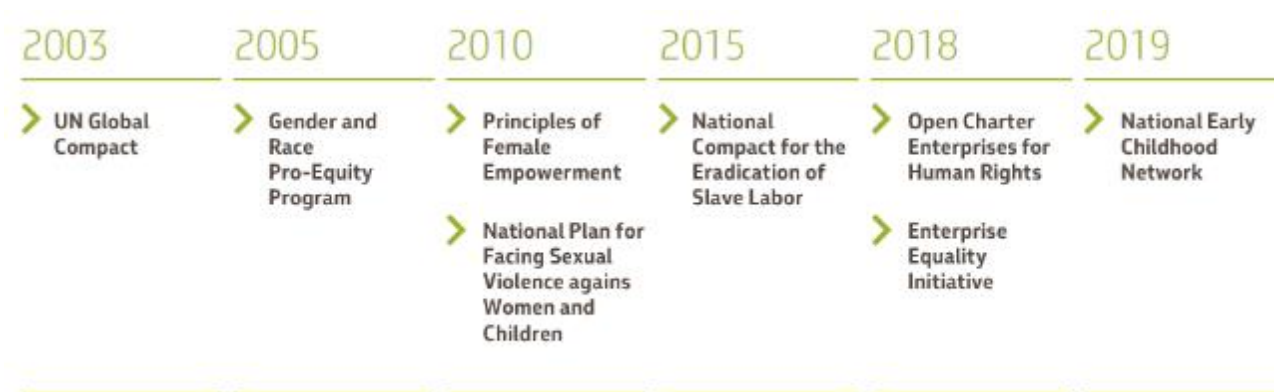 2003
UN Global
Compact
2005
Gender and
Race
Pro-Equity
Program
2010
Principles of
Female
Empowerment
National Plan for
Facing Sexual
Violence agains
Women and
Children
2015
National
Compact for the
Eradication of
Slave Labor
2018
Open Charter
Enterprises for
Human Rights
Enterprise
Equality
Initiative
2019
National Early
Childhood
Network